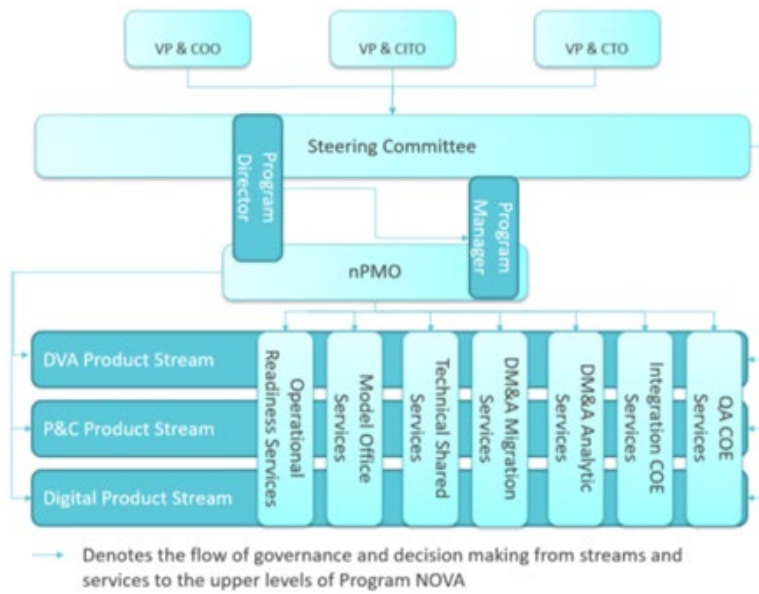 VP & COO
VP & CITO
VP & CTO
Steering Committee
Program
Director
Program
Manager
nPMO
DVA Product Stream
P&C Product Stream
Digital Product Stream
Operational
Readiness Services
Model Office
Services
Technical Shared
Services
DM&A Migration
Services
DM&A Analytic
Services
Integration COE
Services
QA COE
Services
Denotes the flow of governance and decision making from streams and
services to the upper levels of Program NOVA